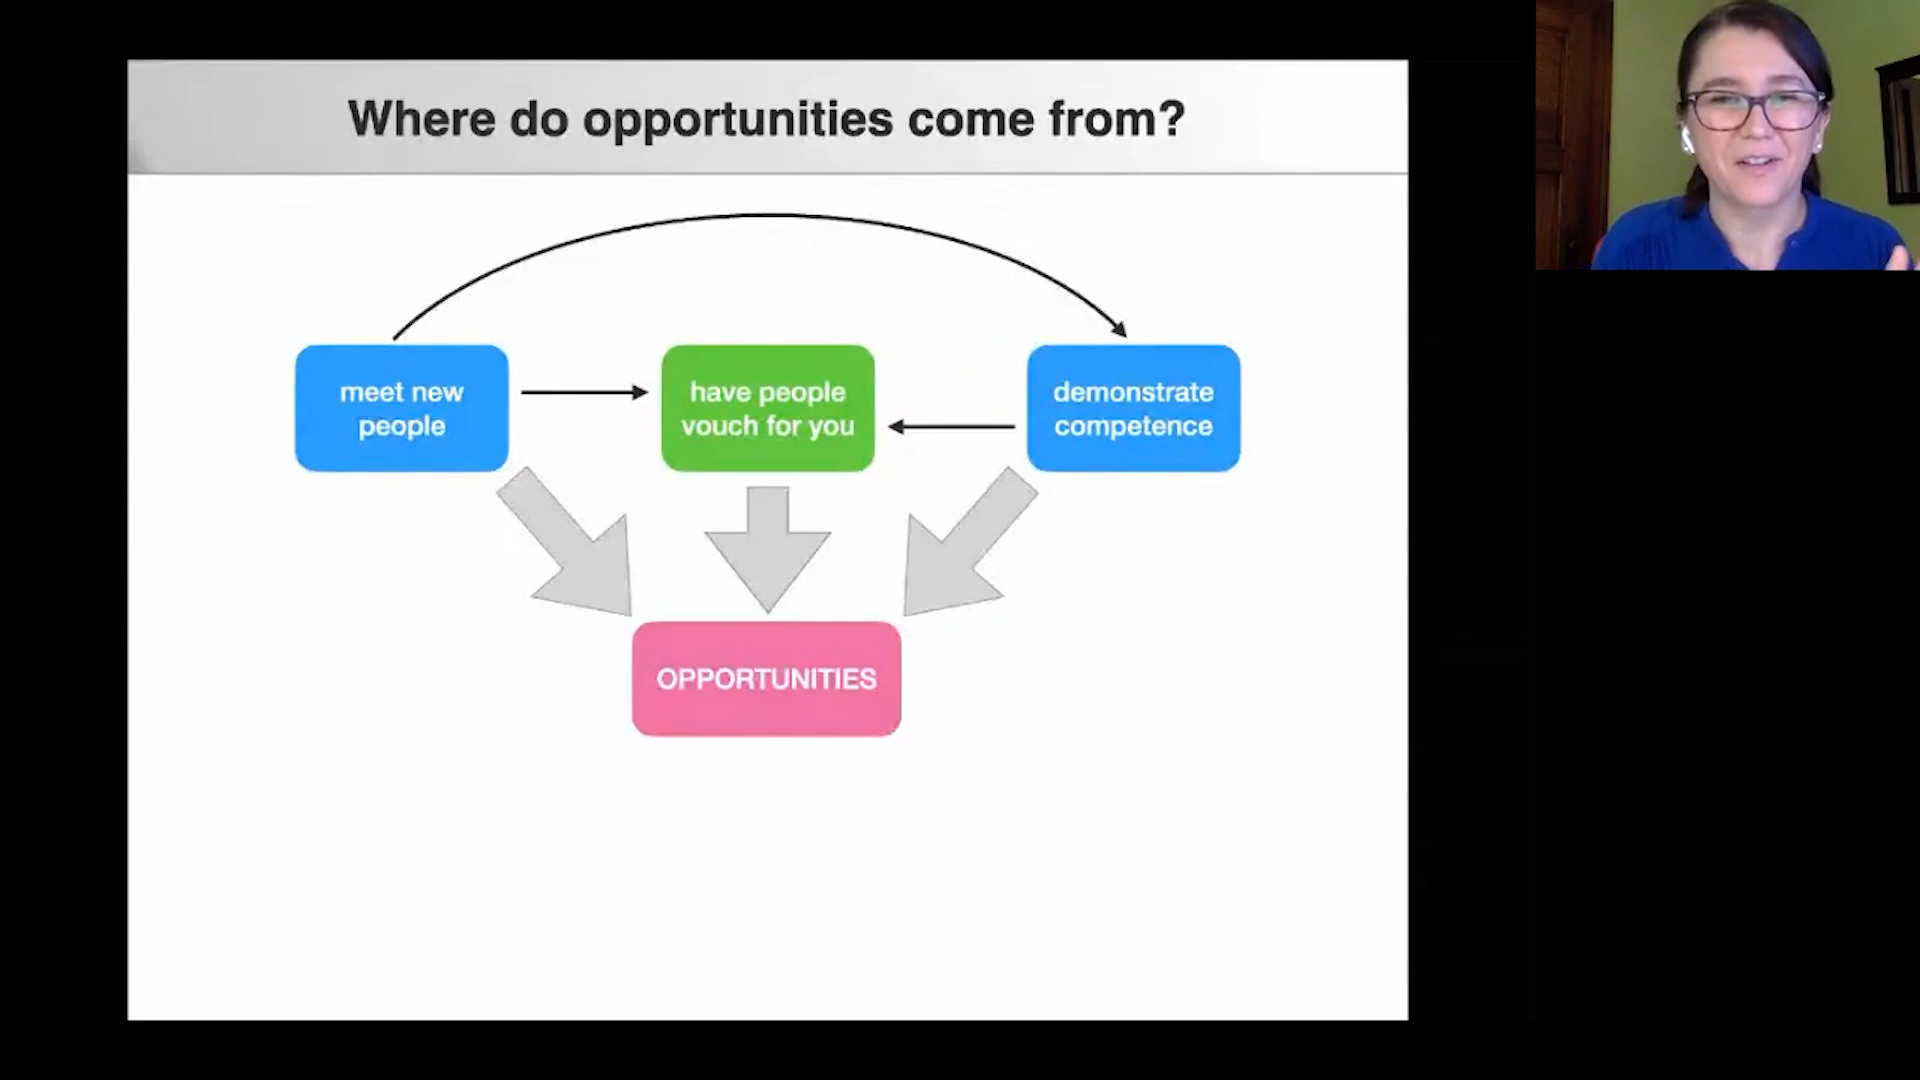 Where do opportunities come from?
meet new
people
have people
vouch for you
demonstrate
competence
OPPORTUNITIES